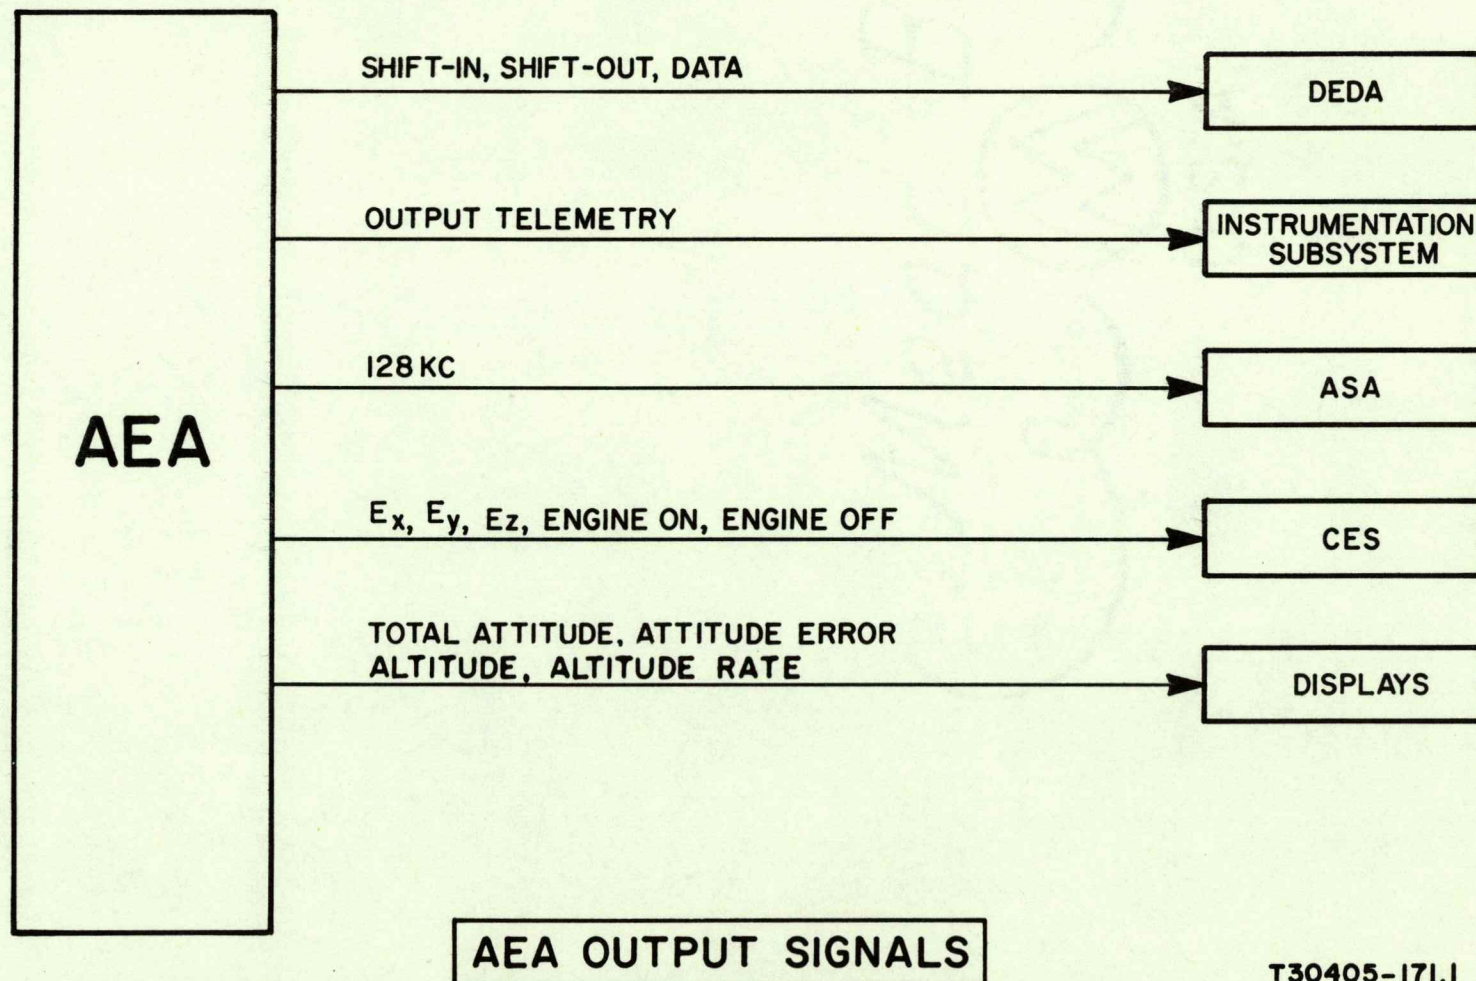 SHIFT-IN, SHIFT-OUT, DATA
DEDA
OUTPUT TELEMETRY
INSTRUMENTATION
SUBSYSTEM
128 KC
ASA
AEA
Ex, Ey, Ez, ENGINE ON, ENGINE OFF
CES
TOTAL ATTITUDE, ATTITUDE ERROR
ALTITUDE, ALTITUDE RATE
DISPLAYS
AEA OUTPUT SIGNALS
T30405-171.1